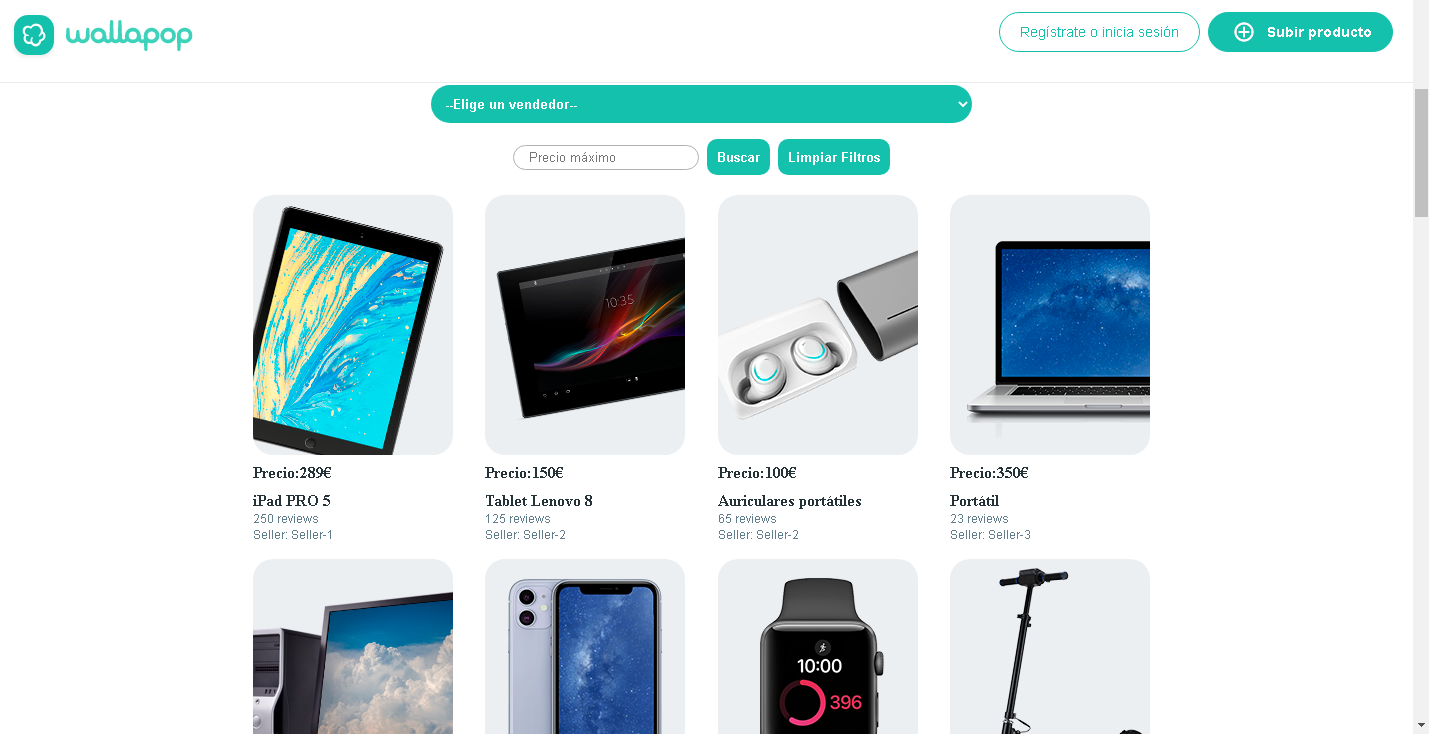 wallapop
Regístrate o inicia sesión
Subir producto
--Elige un vendedor--
Precio máximo
Buscar
Limpiar Filtros
10:35
Precio:289€
iPad PRO 5
250 reviews
Seller: Seller-1
Precio:150€
Tablet Lenovo 8
125 reviews
Seller: Seller-2
Precio:100€
Auriculares portátiles
65 reviews
Seller: Seller-2
Precio:350€
Portátil
23 reviews
Seller: Seller-3
10:00
396